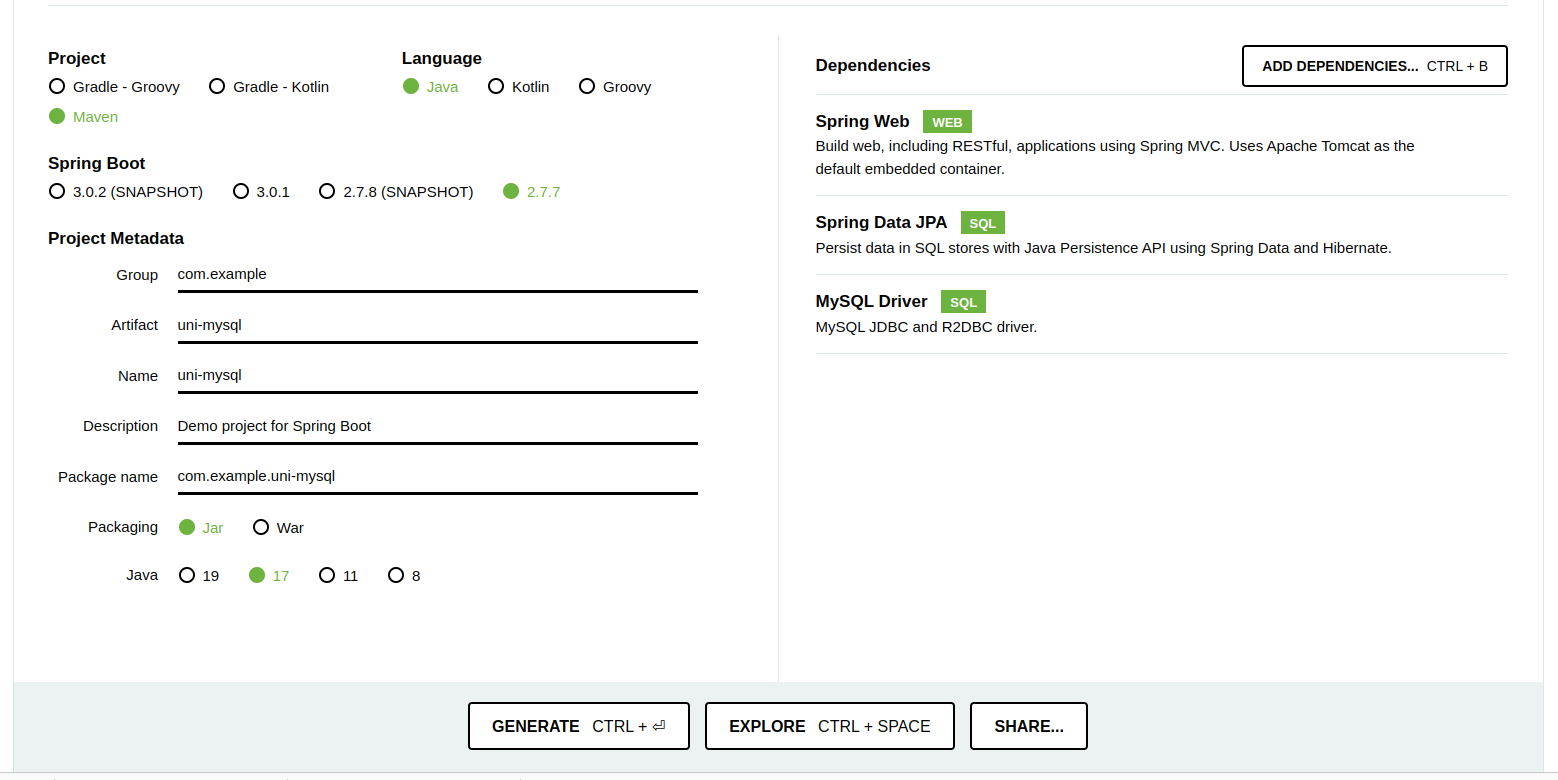 Project
Gradle - Groovy Gradle - Kotlin
Maven
Language
Java Kotlin Groovy
Spring Boot
3.0.2 (SNAPSHOT) 3.0.1 2.7.8 (SNAPSHOT) 2.7.7
Project Metadata
Group com.example
Artifact uni-mysql
Name uni-mysql
Description Demo project for Spring Boot
Package name com.example.uni-mysql
Packaging Jar War
Java 19 17 11 8
Dependencies ADD DEPENDENCIES... CTRL + B
Spring Web WEB
Build web, including RESTful, applications using Spring MVC. Uses Apache Tomcat as the
default embedded container.
Spring Data JPA SQL
Persist data in SQL stores with Java Persistence API using Spring Data and Hibernate.
MySQL Driver SQL
MySQL JDBC and R2DBC driver.
GENERATE CTRL + ⏎ EXPLORE CTRL + SPACE SHARE...